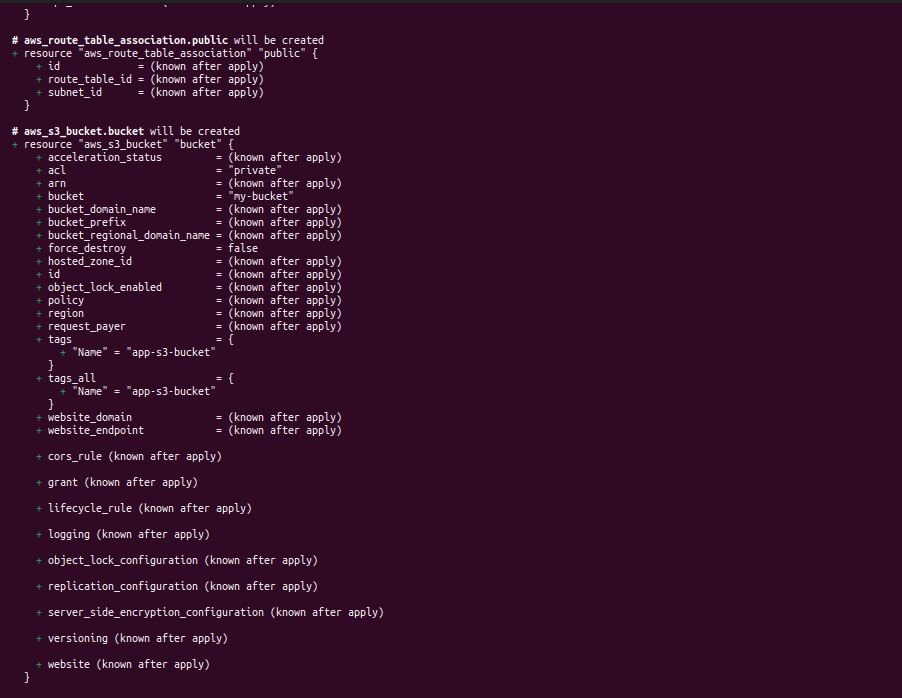 }
# aws_route_table_association.public will be created
+ resource "aws_route_table_association" "public" {
+ id = (known after apply)
+ route_table_id = (known after apply)
+ subnet_id = (known after apply)
}
# aws_s3_bucket.bucket will be created
+ resource "aws_s3_bucket" "bucket" {
+ acceleration_status = (known after apply)
+ acl = "private"
+ arn = (known after apply)
+ bucket = "my-bucket"
+ bucket_domain_name = (known after apply)
+ bucket_prefix = (known after apply)
+ bucket_regional_domain_name = (known after apply)
+ force_destroy = false
+ hosted_zone_id = (known after apply)
+ id = (known after apply)
+ object_lock_enabled = (known after apply)
+ policy = (known after apply)
+ region = (known after apply)
+ request_payer = (known after apply)
+ tags = {
+ "Name" = "app-s3-bucket"
}
+ tags_all = {
+ "Name" = "app-s3-bucket"
}
+ website_domain = (known after apply)
+ website_endpoint = (known after apply)
+ cors_rule (known after apply)
+ grant (known after apply)
+ lifecycle_rule (known after apply)
+ logging (known after apply)
+ object_lock_configuration (known after apply)
+ replication_configuration (known after apply)
+ server_side_encryption_configuration (known after apply)
+ versioning (known after apply)
+ website (known after apply)
}